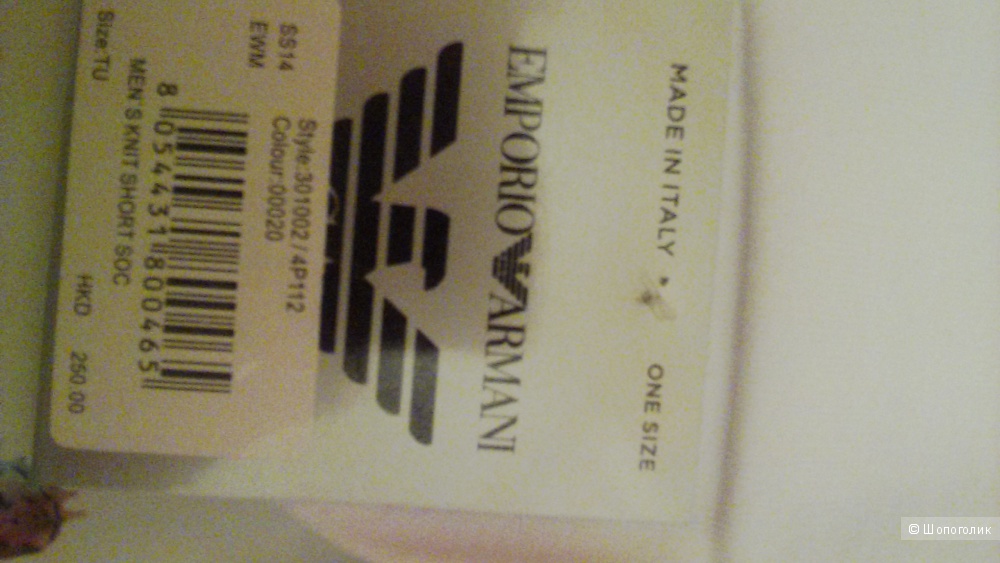 MADE IN ITALY
ONE SIZE
EMPORIO ARMANI
SS14
EWM
Style:301002 / 4P112
Colour:00020
8 054431 800465
MEN'S KNIT SHORT SOC
Size:TU
HKD 250.00
© Шопоголик